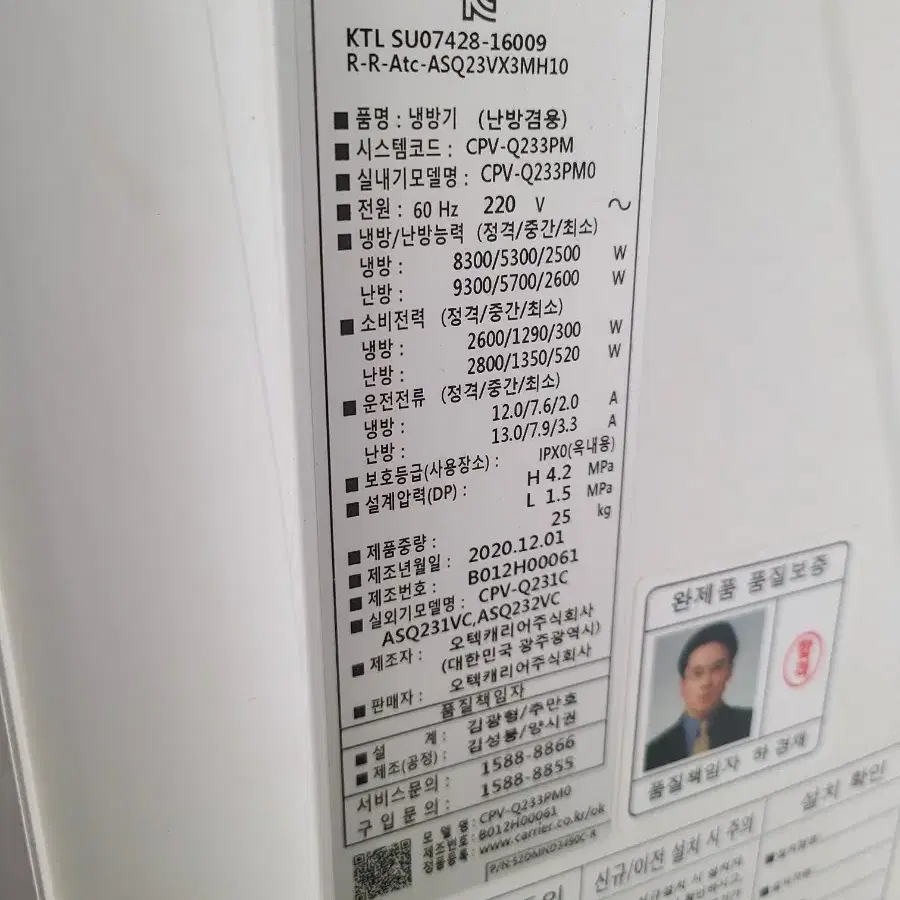 KTL SU07428-16009
R-R-Atc-ASQ23VX3MH10
■ 품명 : 냉방기 (난방겸용)
■ 시스템코드 : CPV-Q233PM
■ 실내기모델명 : CPV-Q233PM0
■ 전원 : 60 Hz 220 V ~
■ 냉방/난방능력 (정격/중간/최소)
냉방 : 8300/5300/2500 W
난방 : 9300/5700/2600 W
■ 소비전력 (정격/중간/최소)
냉방 : 2600/1290/300 W
난방 : 2800/1350/520 W
■ 운전전류 (정격/중간/최소)
냉방 : 12.0/7.6/2.0 A
난방 : 13.0/7.9/3.3 A
■ 보호등급(사용장소) : IPX0(옥내용)
■ 설계압력(DP) : H 4.2 MPa
L 1.5 MPa
■ 제품중량 : 25 kg
■ 제조년월일 : 2020.12.01
■ 제조번호 : B012H00061
■ 실외기모델명 : CPV-Q231C
ASQ231VC,ASQ232VC
■ 제조자 : 오텍캐리어주식회사
(대한민국 광주광역시)
■ 판매자 : 오텍캐리어주식회사
품질책임자
■ 설 계 : 김광형/주만호
■ 제조(공정) : 김성봉/양시권
서비스문의 : 1588-8866
구입문의 : 1588-8855
모델명 : CPV-Q233PM0
제조번호 : B012H00061
정품등록 : www.carrier.co.kr/ok
완제품 품질보증
합격
품질책임자 하경재
신규/이전 설치 시 주의
설치 확인